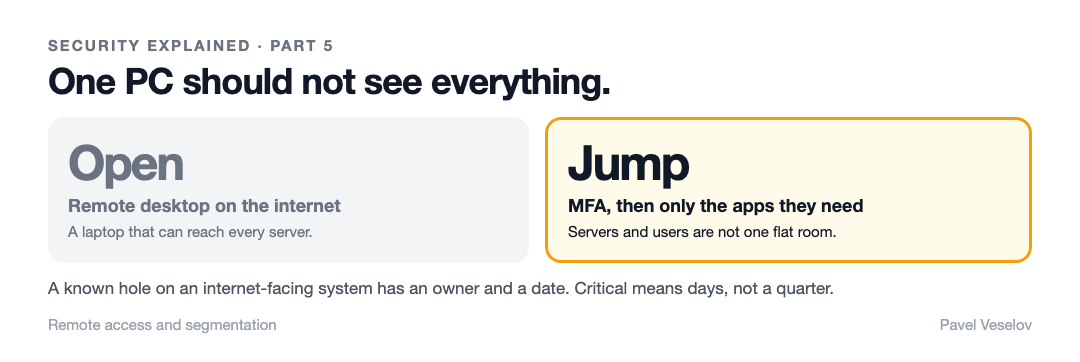 SECURITY EXPLAINED · PART 5
One PC should not see everything.
Open
Remote desktop on the internet
A laptop that can reach every server.
Jump
MFA, then only the apps they need
Servers and users are not one flat room.
A known hole on an internet-facing system has an owner and a date. Critical means days, not a quarter.
Remote access and segmentation
Pavel Veselov